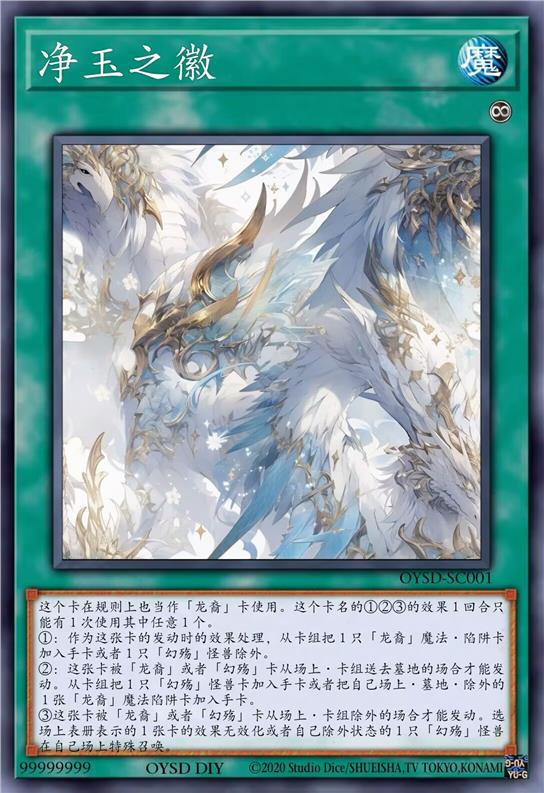 净玉之徽
魔
OYSD-SC001
这个卡在规则上也当作「龙裔」卡使用。这个卡名的①②③的效果1回合只
能有1次使用其中任意1个。
①：作为这张卡的发动时的效果处理，从卡组把1只「龙裔」魔法·陷阱卡
加入手卡或者1只「幻殇」怪兽除外。
②：这张卡被「龙裔」或者「幻殇」卡从场上·卡组送去墓地的场合才能发
动。从卡组把1只「幻殇」怪兽卡加入手卡或者把自己场上·墓地·除外的
1张「龙裔」魔法陷阱卡加入手卡。
③这张卡被「龙裔」或者「幻殇」卡从场上·卡组除外的场合才能发动。选
场上表册表示的1张卡的效果无效化或者自己除外状态的1只「幻殇」怪兽
在自己场上特殊召唤。
99999999 OYSD DIY ©2020 Studio Dice/SHUEISHA,TV TOKYO,KONAMI